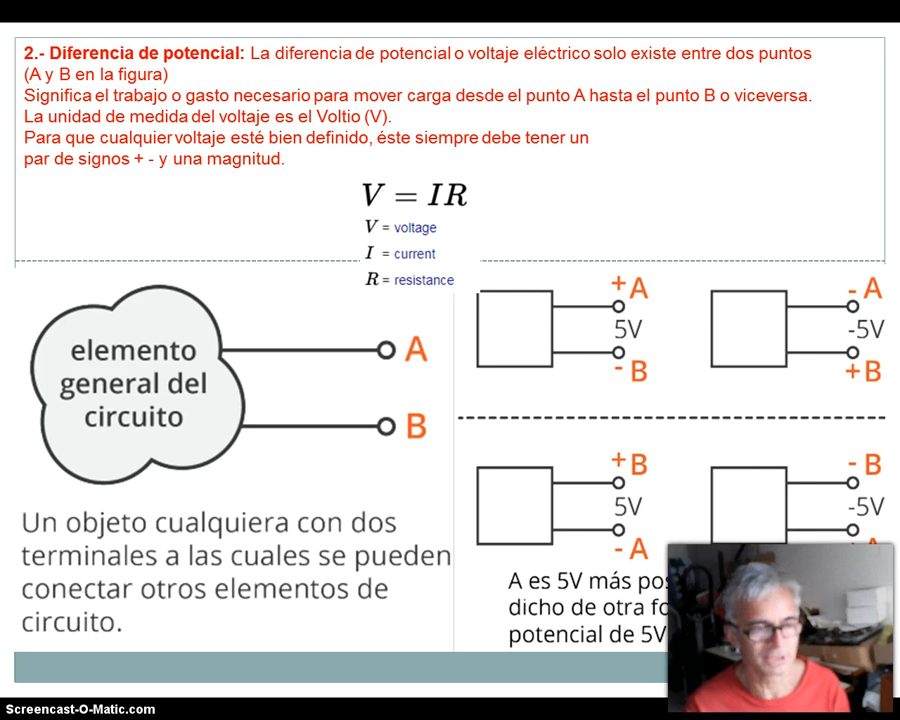 2.- Diferencia de potencial: La diferencia de potencial o voltaje eléctrico solo existe entre dos puntos
(A y B en la figura)
Significa el trabajo o gasto necesario para mover carga desde el punto A hasta el punto B o viceversa.
La unidad de medida del voltaje es el Voltio (V).
Para que cualquier voltaje esté bien definido, éste siempre debe tener un
par de signos + - y una magnitud.
V = IR
V = voltage
I = current
R = resistance
elemento
general del
circuito
A
B
Un objeto cualquiera con dos
terminales a las cuales se pueden
conectar otros elementos de
circuito.
+ A
5V
- B
- A
-5V
+ B
+ B
5V
- A
- B
-5V
A es 5V más
dicho de otra
potencial de 5V
Screencast-O-Matic.com